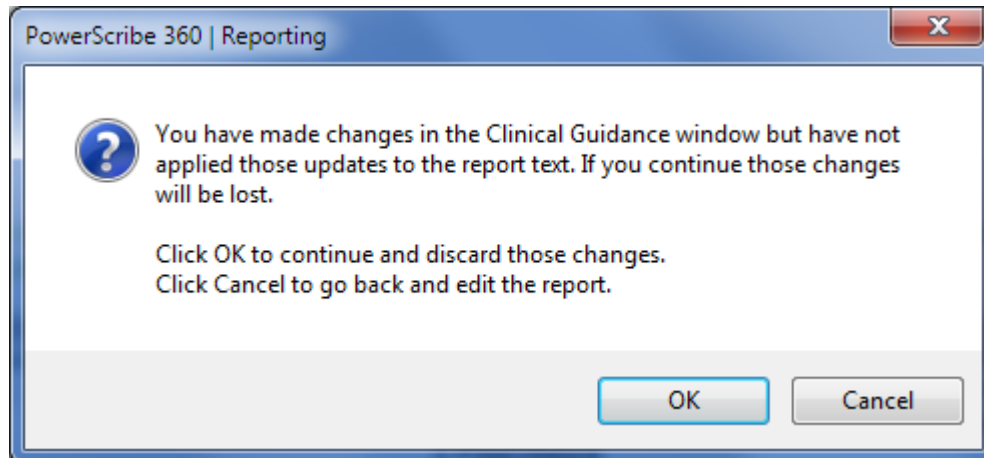 PowerScribe 360 | Reporting
You have made changes in the Clinical Guidance window but have not
applied those updates to the report text. If you continue those changes
will be lost.
Click OK to continue and discard those changes.
Click Cancel to go back and edit the report.
OK Cancel